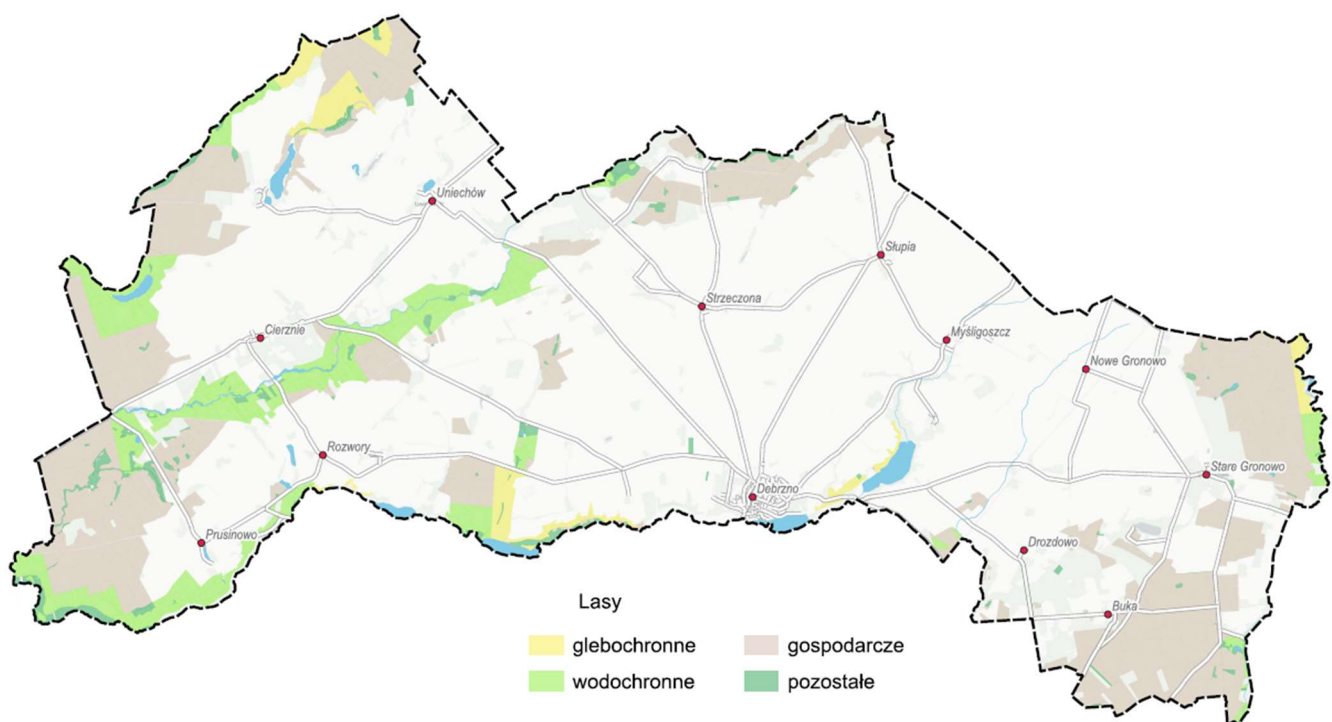 Uniechów
Słupia
Strzeczona
Cierznie
Myśligoszcz
Nowe Gronowo
Rozwory
Stare Gronowo
Debrzno
Prusinowo
Drozdowo
Buka
Lasy
glebochronne
gospodarcze
wodochronne
pozostałe